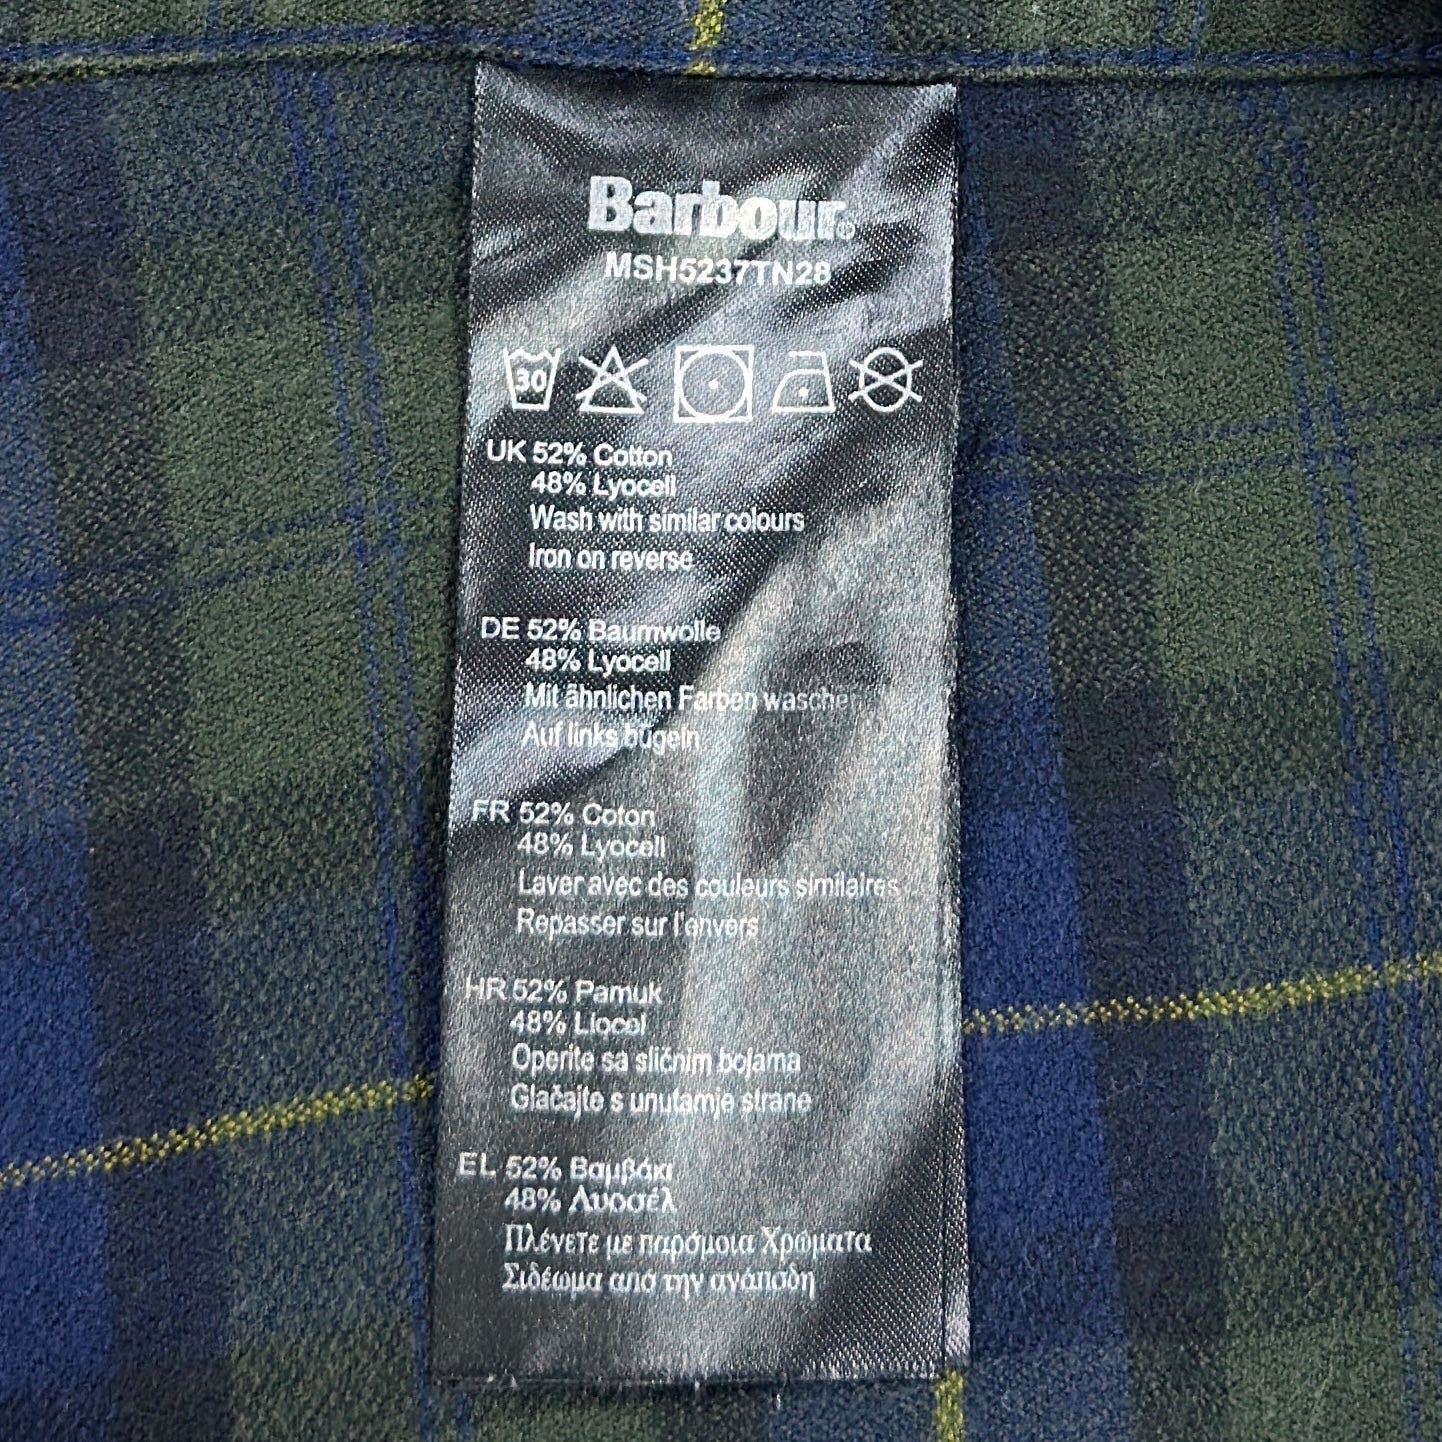 Barbour®
MSH5237TN28
30
UK 52% Cotton
48% Lyocell
Wash with similar colours
Iron on reverse
DE 52% Baumwolle
48% Lyocell
Mit ähnlichen Farben waschen
Auf links bügeln
FR 52% Coton
48% Lyocell
Laver avec des couleurs similaires
Repasser sur l'envers
HR 52% Pamuk
48% Liocel
Operite sa sličnim bojama
Glačajte s unutarnje strane
EL 52% Βαμβάκι
48% Λυοσέλ
Πλένετε με παρόμοια Χρώματα
Σιδέωμα από την ανάποδη